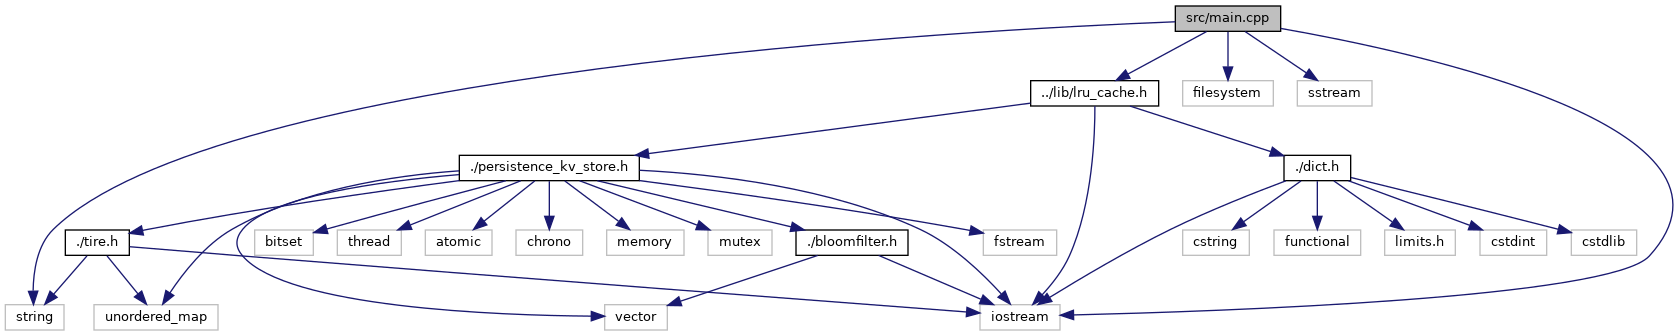 src/main.cpp
../lib/lru_cache.h
filesystem
sstream
./persistence_kv_store.h
./dict.h
./tire.h
bitset
thread
atomic
chrono
memory
mutex
./bloomfilter.h
fstream
cstring
functional
limits.h
cstdint
cstdlib
string
unordered_map
vector
iostream